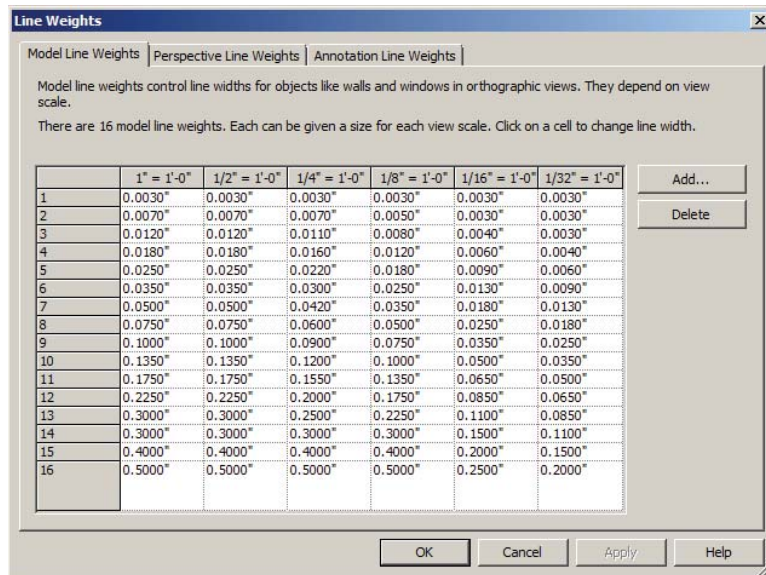 Line Weights
Model Line Weights Perspective Line Weights Annotation Line Weights
Model line weights control line widths for objects like walls and windows in orthographic views. They depend on view
scale.
There are 16 model line weights. Each can be given a size for each view scale. Click on a cell to change line width.
1" = 1'-0" 1/2" = 1'-0" 1/4" = 1'-0" 1/8" = 1'-0" 1/16" = 1'-0" 1/32" = 1'-0"
1 0.0030" 0.0030" 0.0030" 0.0030" 0.0030" 0.0030"
2 0.0070" 0.0070" 0.0070" 0.0050" 0.0030" 0.0030"
3 0.0120" 0.0120" 0.0110" 0.0080" 0.0040" 0.0030"
4 0.0180" 0.0180" 0.0160" 0.0120" 0.0060" 0.0040"
5 0.0250" 0.0250" 0.0220" 0.0180" 0.0090" 0.0060"
6 0.0350" 0.0350" 0.0300" 0.0250" 0.0130" 0.0090"
7 0.0500" 0.0500" 0.0420" 0.0350" 0.0180" 0.0130"
8 0.0750" 0.0750" 0.0600" 0.0500" 0.0250" 0.0180"
9 0.1000" 0.1000" 0.0900" 0.0750" 0.0350" 0.0250"
10 0.1350" 0.1350" 0.1200" 0.1000" 0.0500" 0.0350"
11 0.1750" 0.1750" 0.1550" 0.1350" 0.0650" 0.0500"
12 0.2250" 0.2250" 0.2000" 0.1750" 0.0850" 0.0650"
13 0.3000" 0.3000" 0.2500" 0.2250" 0.1100" 0.0850"
14 0.3000" 0.3000" 0.3000" 0.3000" 0.1500" 0.1100"
15 0.4000" 0.4000" 0.4000" 0.4000" 0.2000" 0.1500"
16 0.5000" 0.5000" 0.5000" 0.5000" 0.2500" 0.2000"
Add...
Delete
OK Cancel Apply Help